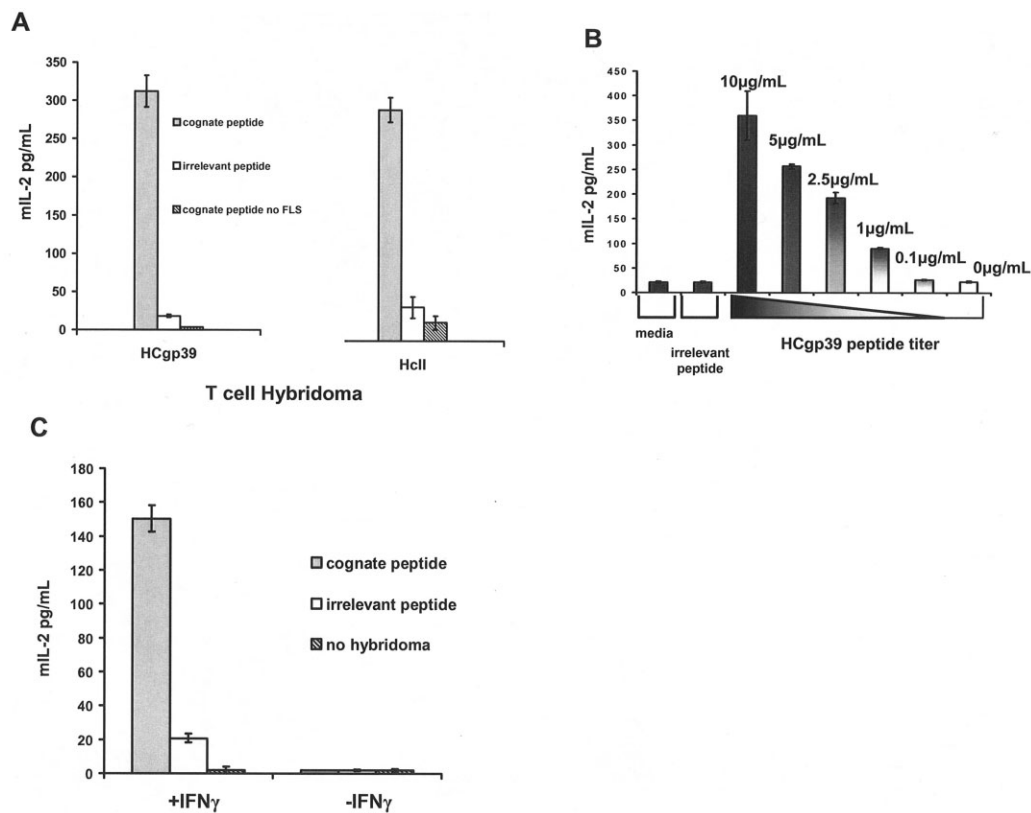 A
mIL-2 pg/mL
350
300
250
200
150
100
50
0
cognate peptide
irrelevant peptide
cognate peptide no FLS
HCgp39
HcII
T cell Hybridoma
B
mIL-2 pg/mL
450
400
350
300
250
200
150
100
50
0
10µg/mL
5µg/mL
2.5µg/mL
1µg/mL
0.1µg/mL
0µg/mL
media
irrelevant
peptide
HCgp39 peptide titer
C
mIL-2 pg/mL
180
160
140
120
100
80
60
40
20
0
cognate peptide
irrelevant peptide
no hybridoma
+IFNγ
-IFNγ